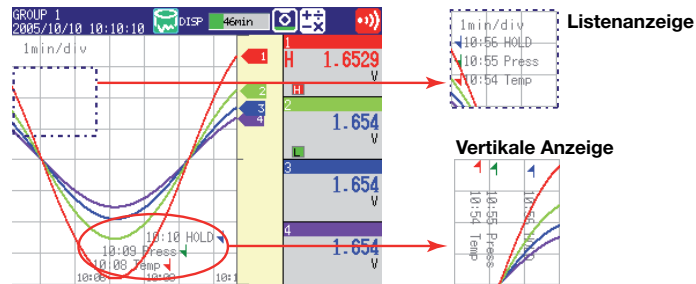 GROUP 1
2005/10/10 10:10:10 DISP 46min
1min/div
1
2
3
4
10:10 HOLD
10:09 Press
10:08 Temp
10:06 10:08 10:1
1
H 1.6529
V
H
2
1.654
V
L
3
1.654
V
4
1.654
V
Listenanzeige
1min/div
10:56 HOLD
10:55 Press
10:54 Temp
Vertikale Anzeige
10:54 Temp
10:55 Press
10:56 HOLD